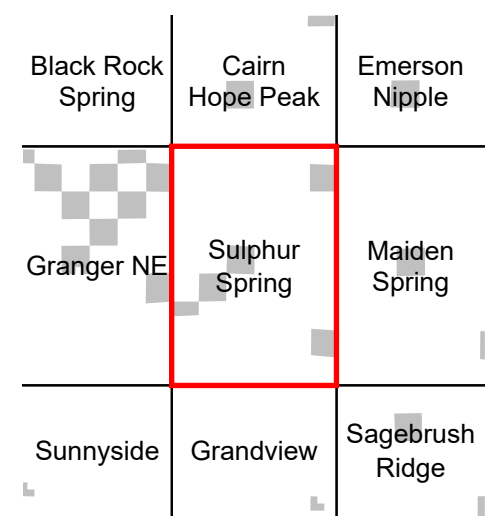 Black Rock
Spring
Cairn
Hope Peak
Emerson
Nipple
Granger NE
Sulphur
Spring
Maiden
Spring
Sunnyside
Grandview
Sagebrush
Ridge